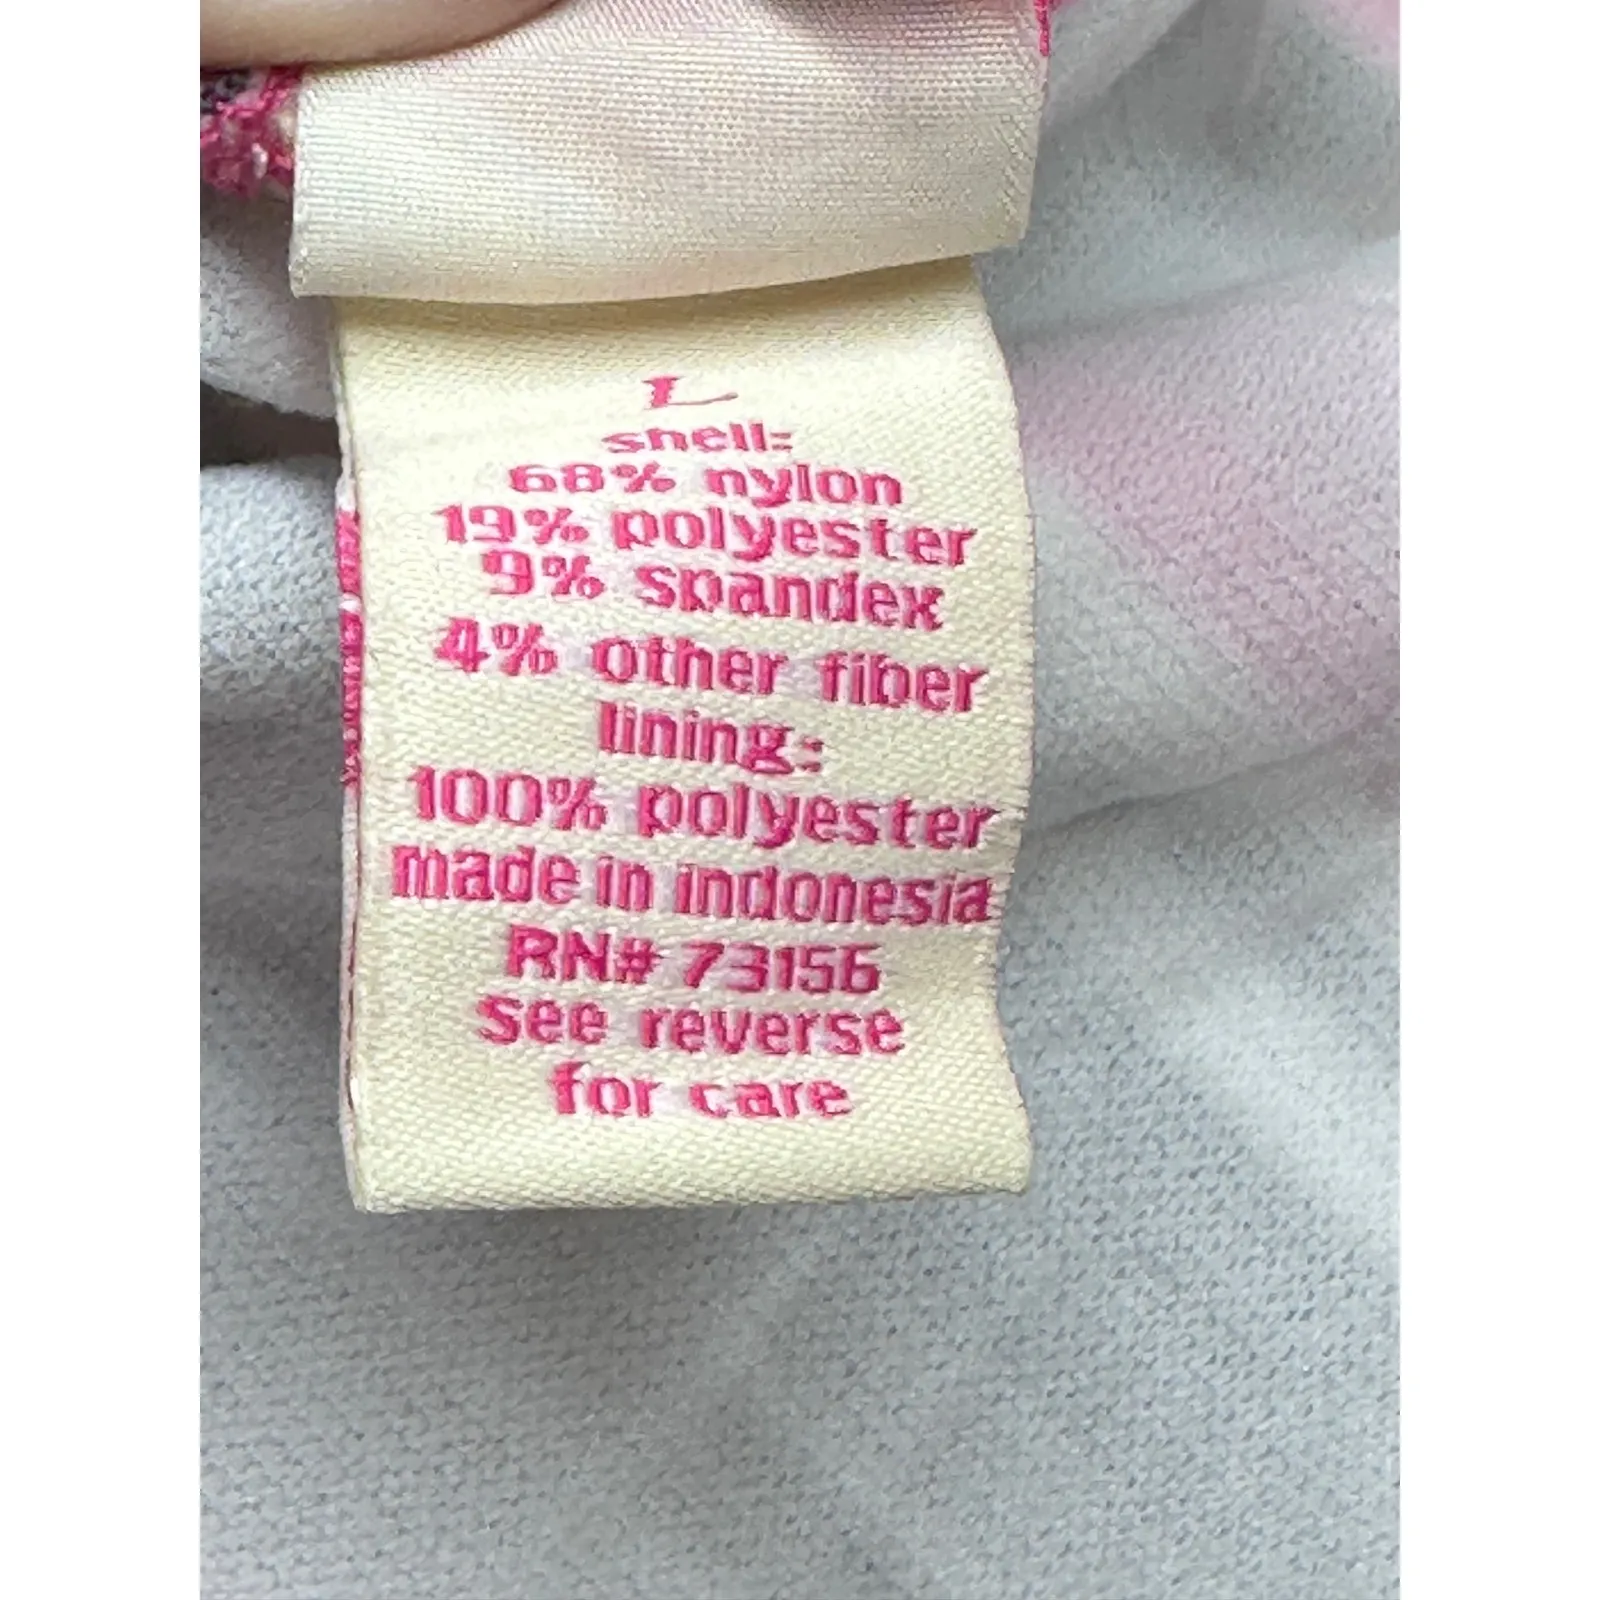 L
shell:
68% nylon
19% polyester
9% spandex
4% other fiber
lining:
100% polyester
made in indonesia
RN# 73156
see reverse
for care